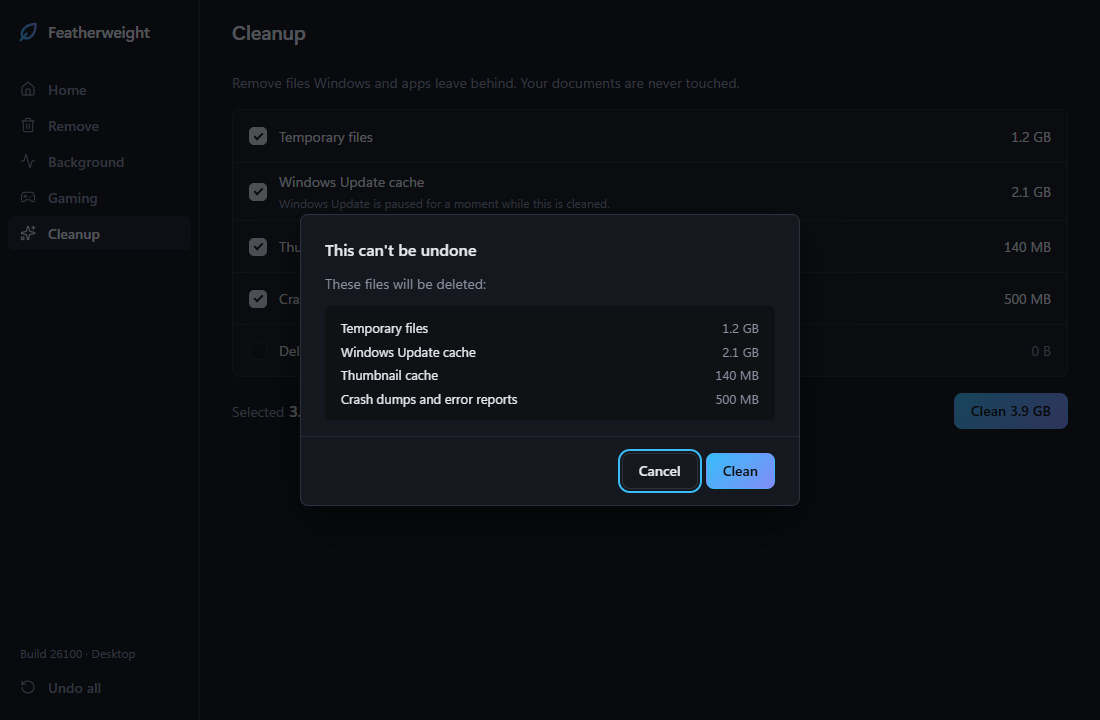 Featherweight
Home
Remove
Background
Gaming
Cleanup
Build 26100 · Desktop
Undo all
Cleanup
Remove files Windows and apps leave behind. Your documents are never touched.
Temporary files 1.2 GB
Windows Update cache 2.1 GB
Windows Update is paused for a moment while this is cleaned.
Thu 140 MB
Cra 500 MB
Del 0 B
Selected 3. Clean 3.9 GB
This can't be undone
These files will be deleted:
Temporary files 1.2 GB
Windows Update cache 2.1 GB
Thumbnail cache 140 MB
Crash dumps and error reports 500 MB
Cancel Clean